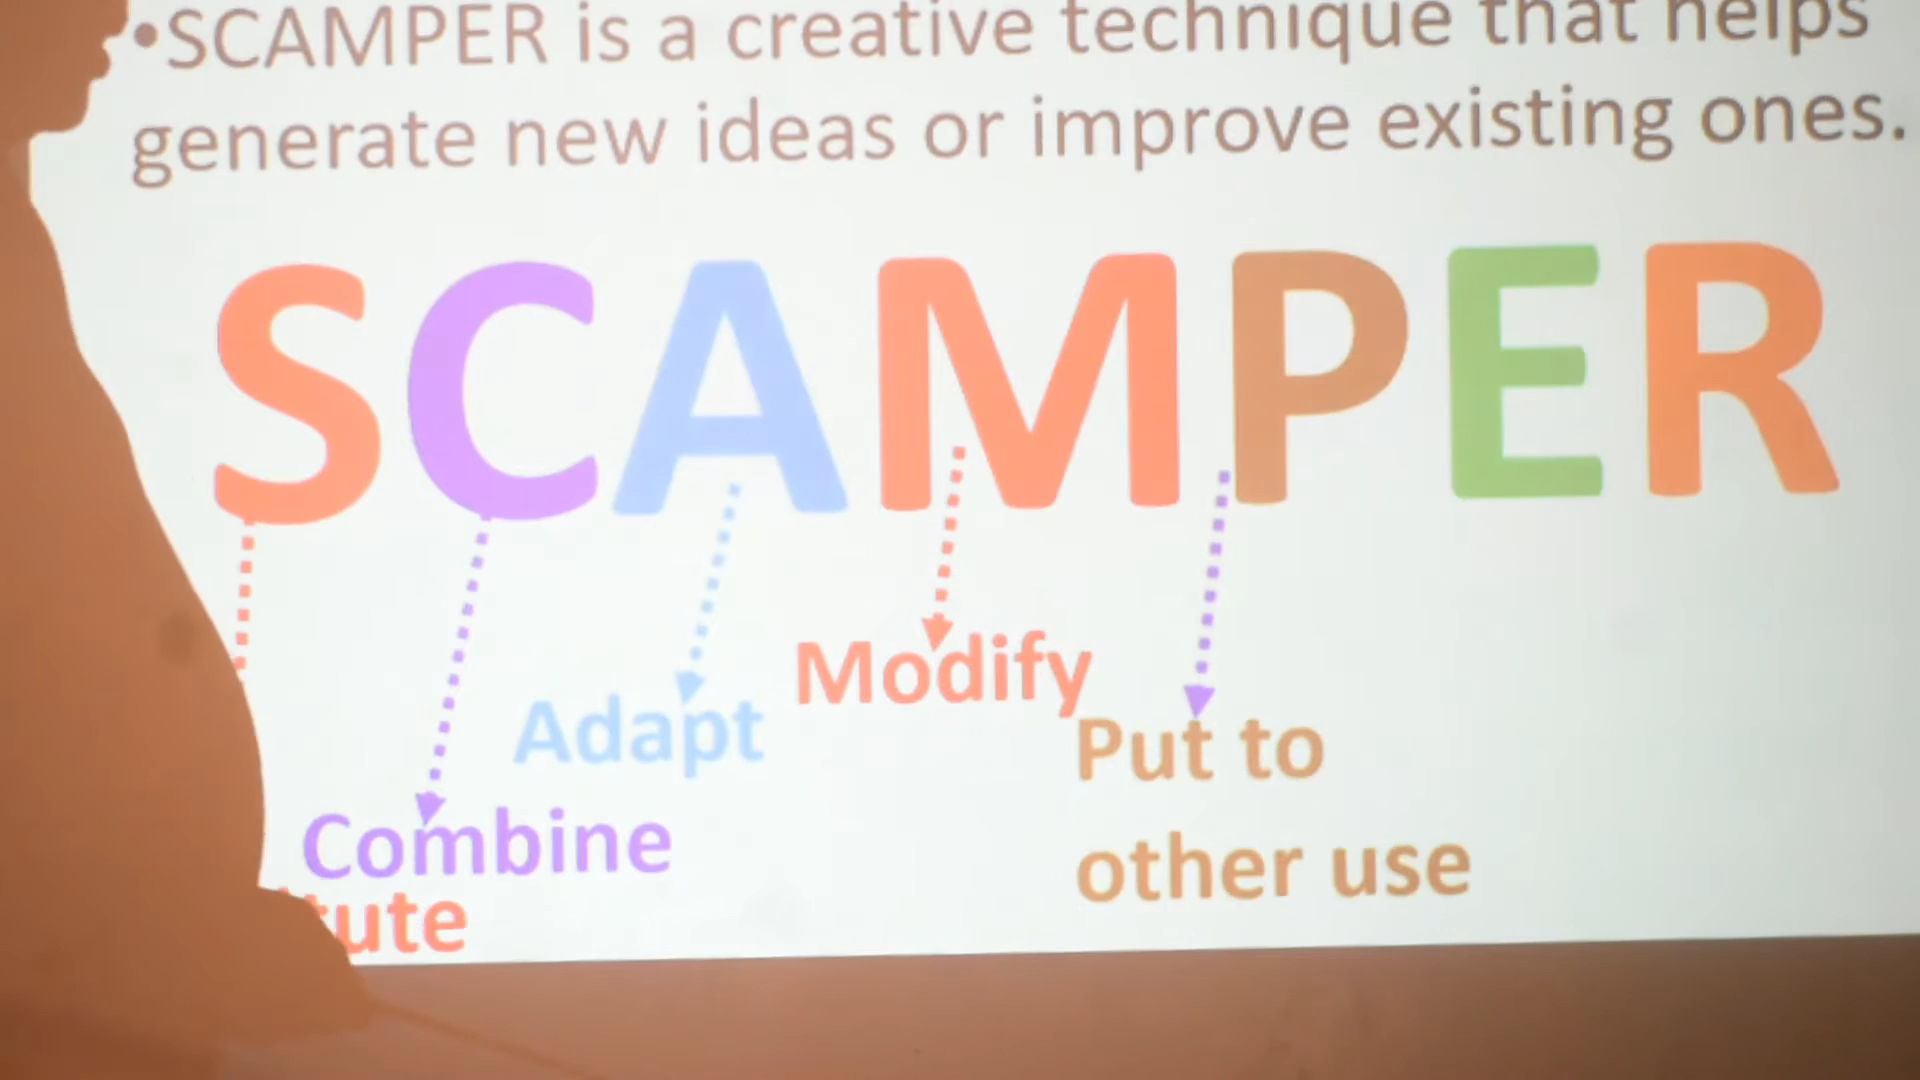 •SCAMPER is a creative technique that helps
generate new ideas or improve existing ones.
SCAMPER
Modify
Adapt
Put to
Combine
other use
tute